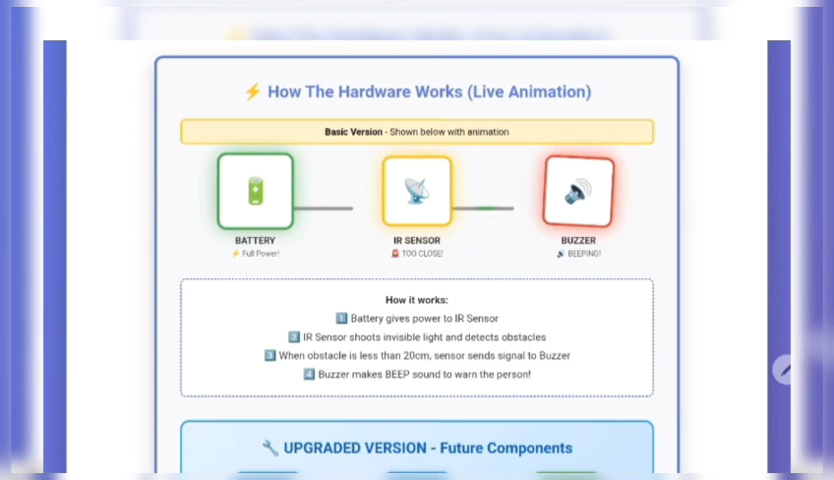 ⚡ How The Hardware Works (Live Animation)
Basic Version - Shown below with animation
BATTERY
⚡ Full Power!
IR SENSOR
🚨 TOO CLOSE!
BUZZER
🔊 BEEPING!
How it works:
1️⃣ Battery gives power to IR Sensor
2️⃣ IR Sensor shoots invisible light and detects obstacles
3️⃣ When obstacle is less than 20cm, sensor sends signal to Buzzer
4️⃣ Buzzer makes BEEP sound to warn the person!
🔧 UPGRADED VERSION - Future Components